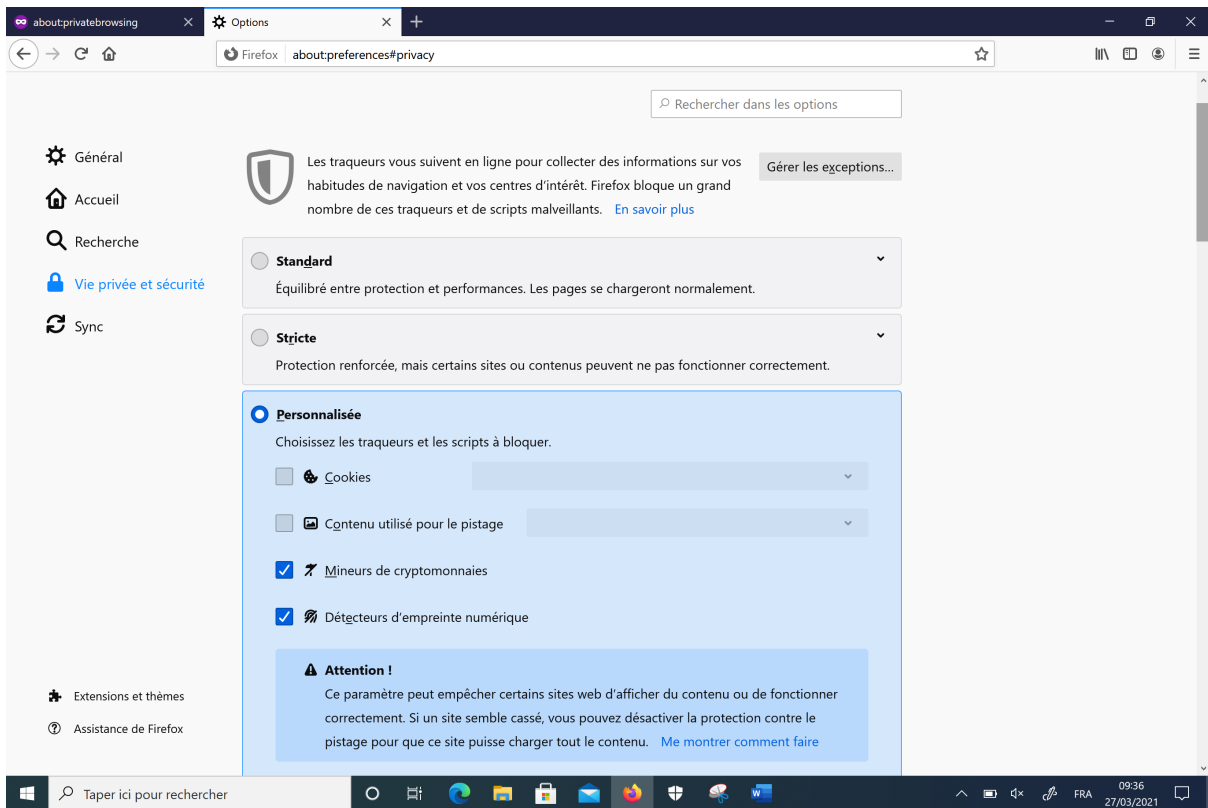 about:privatebrowsing
Options
Firefox about:preferences#privacy
Rechercher dans les options
Général
Accueil
Recherche
Vie privée et sécurité
Sync
Extensions et thèmes
Assistance de Firefox
Les traqueurs vous suivent en ligne pour collecter des informations sur vos
habitudes de navigation et vos centres d'intérêt. Firefox bloque un grand
nombre de ces traqueurs et de scripts malveillants. En savoir plus
Gérer les exceptions...
Standard
Équilibré entre protection et performances. Les pages se chargeront normalement.
Stricte
Protection renforcée, mais certains sites ou contenus peuvent ne pas fonctionner correctement.
Personnalisée
Choisissez les traqueurs et les scripts à bloquer.
Cookies
Contenu utilisé pour le pistage
Mineurs de cryptomonnaies
Détecteurs d'empreinte numérique
Attention !
Ce paramètre peut empêcher certains sites web d'afficher du contenu ou de fonctionner
correctement. Si un site semble cassé, vous pouvez désactiver la protection contre le
pistage pour que ce site puisse charger tout le contenu. Me montrer comment faire
Taper ici pour rechercher
W
FRA
09:36
27/03/2021